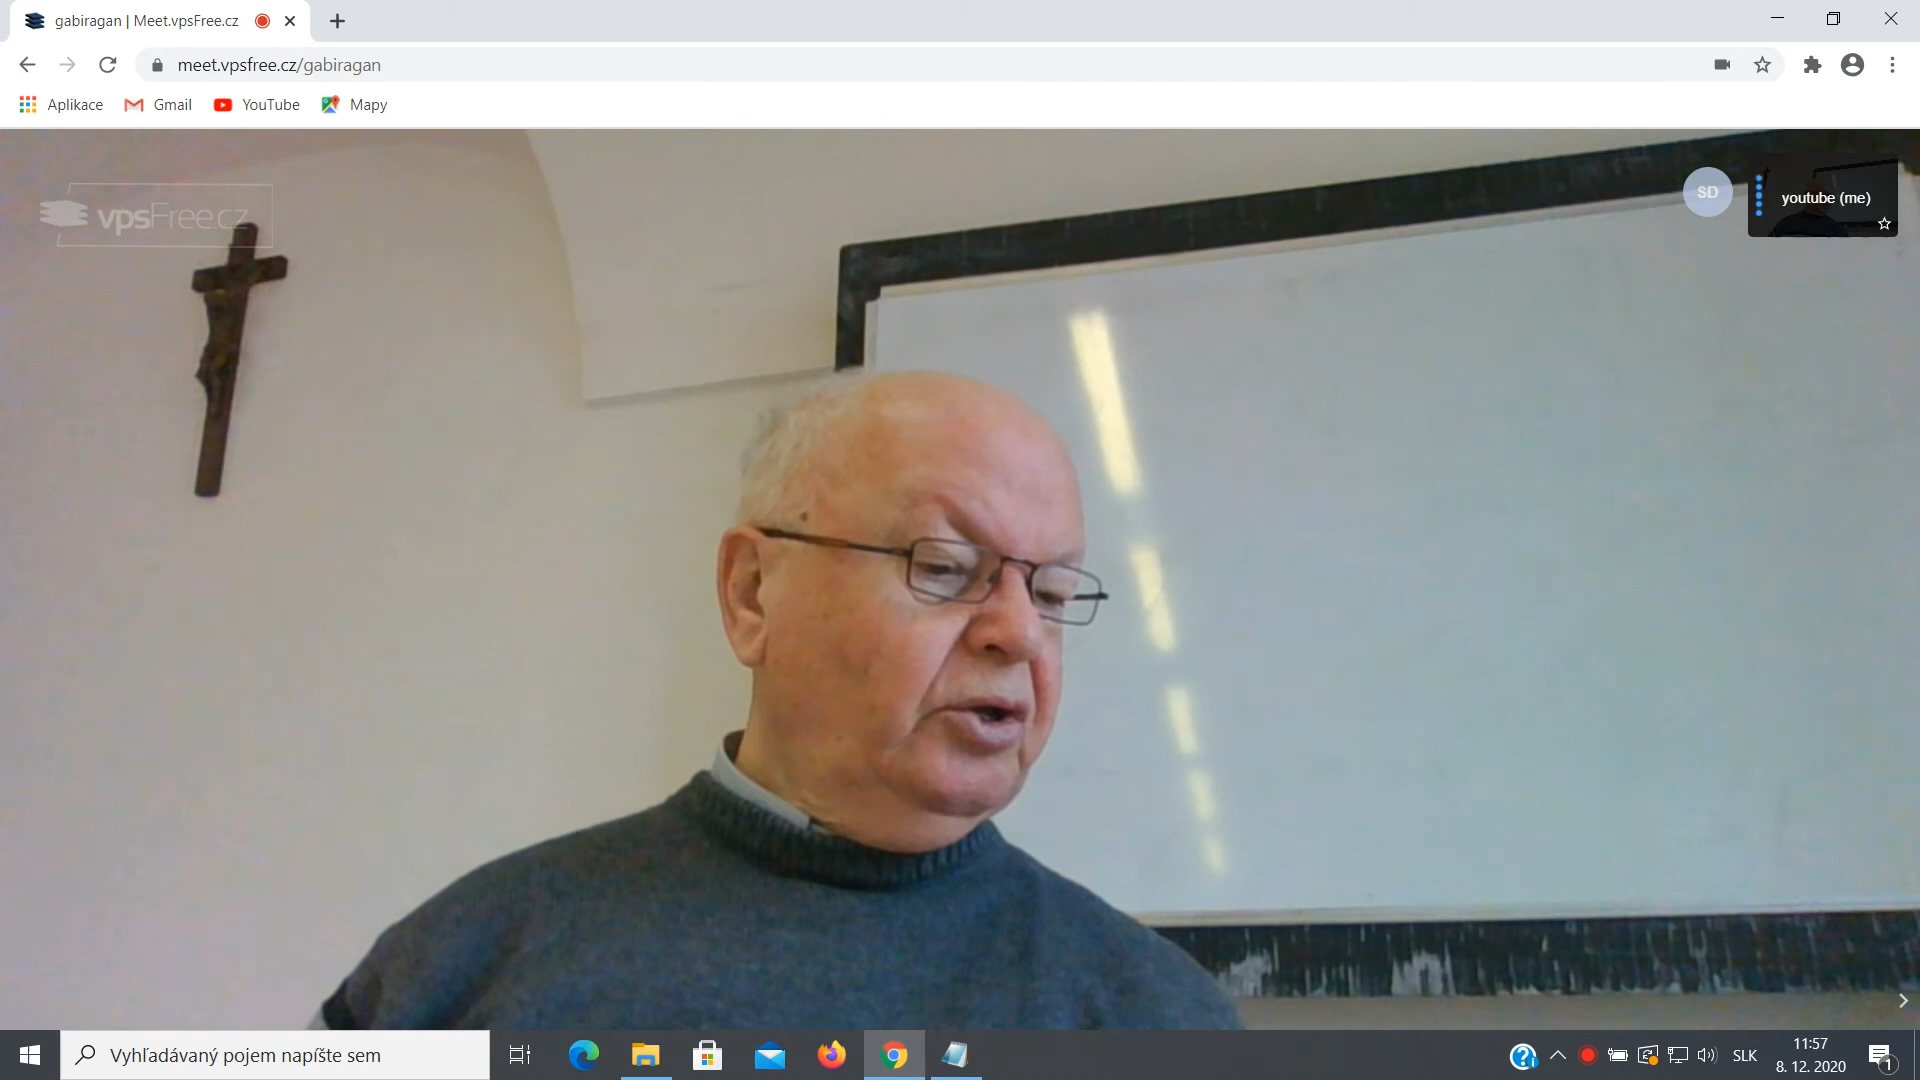 gabiragan | Meet.vpsFree.cz
meet.vpsfree.cz/gabiragan
Aplikace Gmail YouTube Mapy
vpsFree.cz
SD
youtube (me)
Vyhľadávaný pojem napíšte sem
SLK
11:57
8. 12. 2020
1